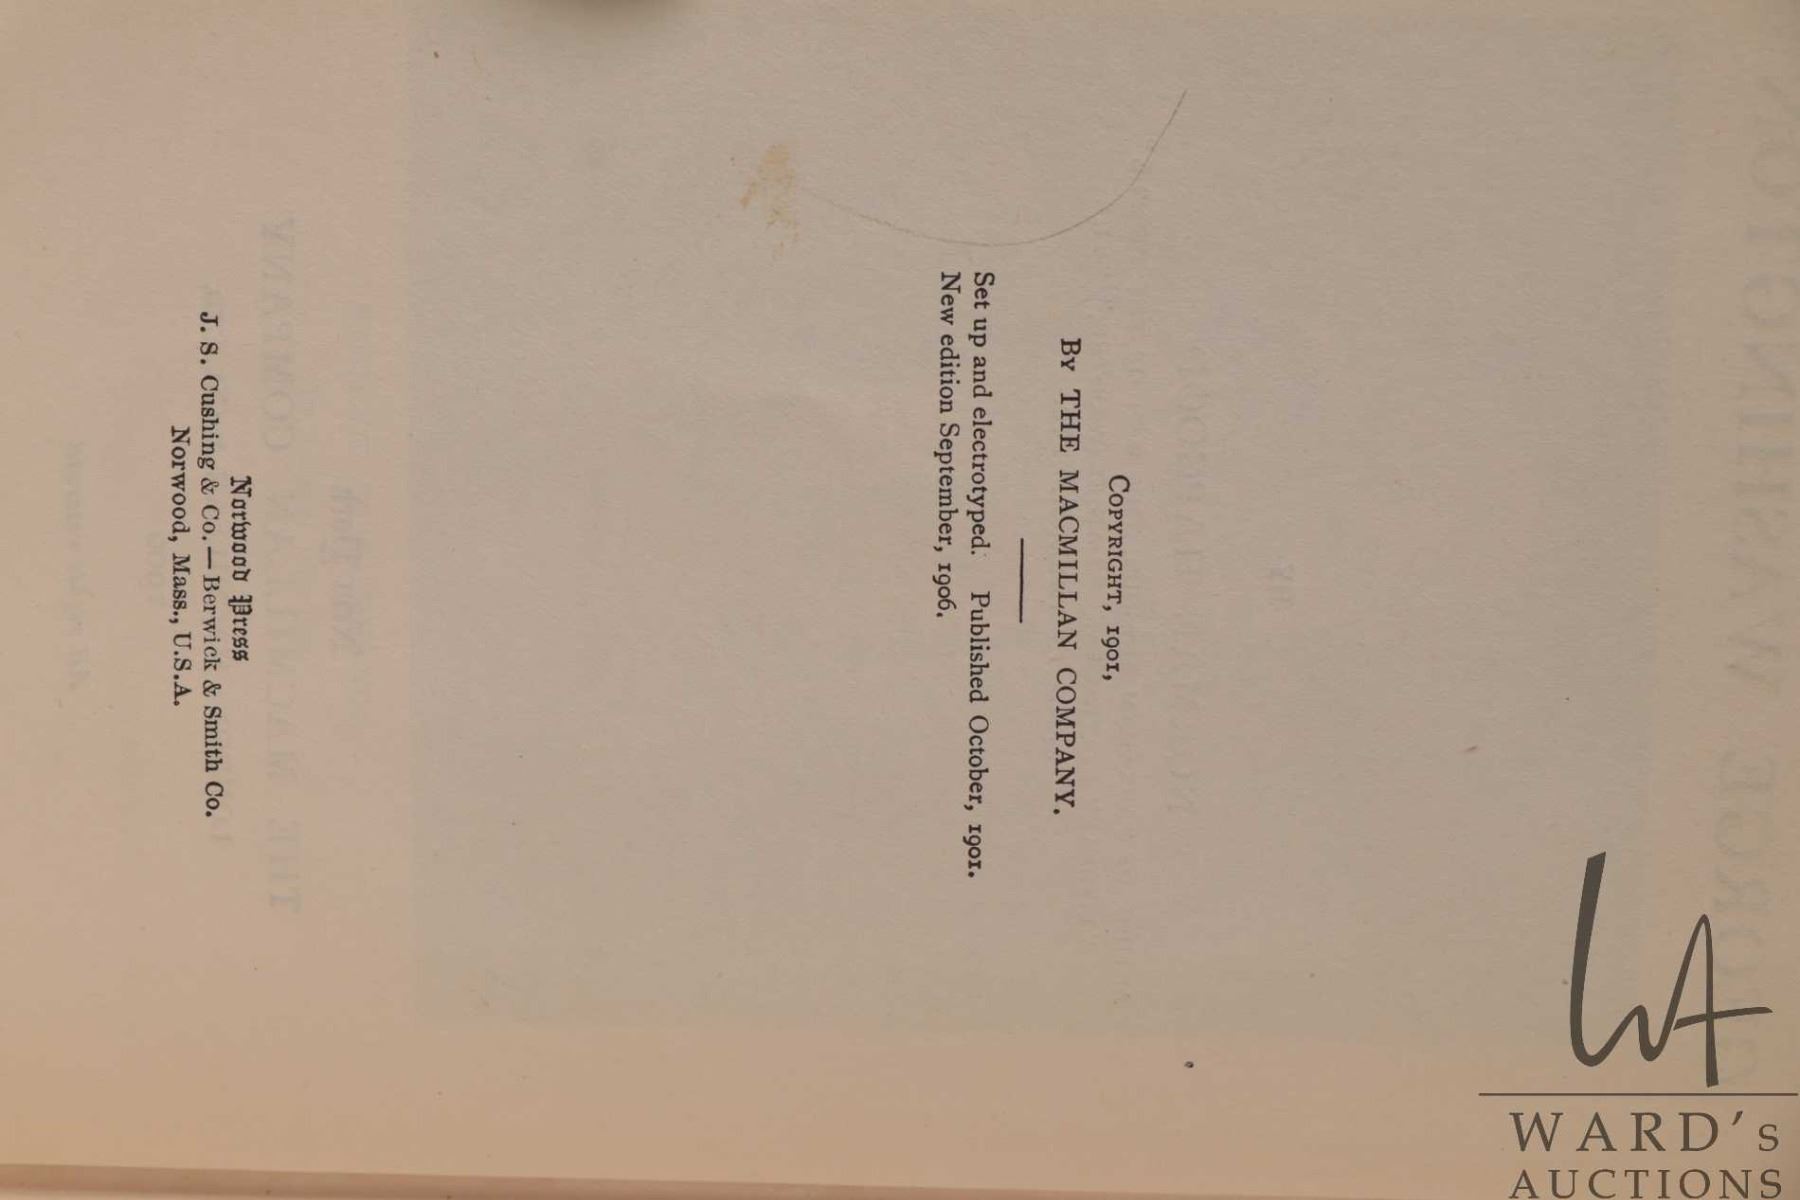 Copyright, 1901,
By THE MACMILLAN COMPANY.
Set up and electrotyped. Published October, 1901.
New edition September, 1906.
Norwood Press
J. S. Cushing & Co.—Berwick & Smith Co.
Norwood, Mass., U.S.A.
WA
WARD's
AUCTIONS